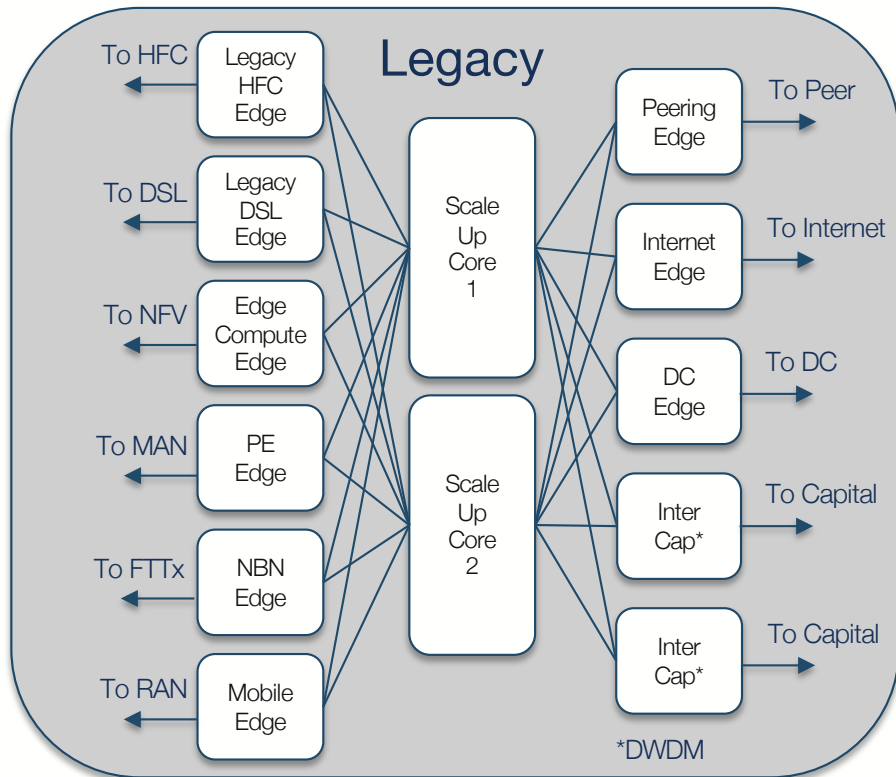 Legacy
To HFC
Legacy
HFC
Edge
To DSL
Legacy
DSL
Edge
To NFV
Edge
Compute
Edge
To MAN
PE
Edge
To FTTx
NBN
Edge
To RAN
Mobile
Edge
Scale
Up
Core
1
Scale
Up
Core
2
Peering
Edge
To Peer
Internet
Edge
To Internet
DC
Edge
To DC
Inter
Cap*
To Capital
Inter
Cap*
To Capital
*DWDM